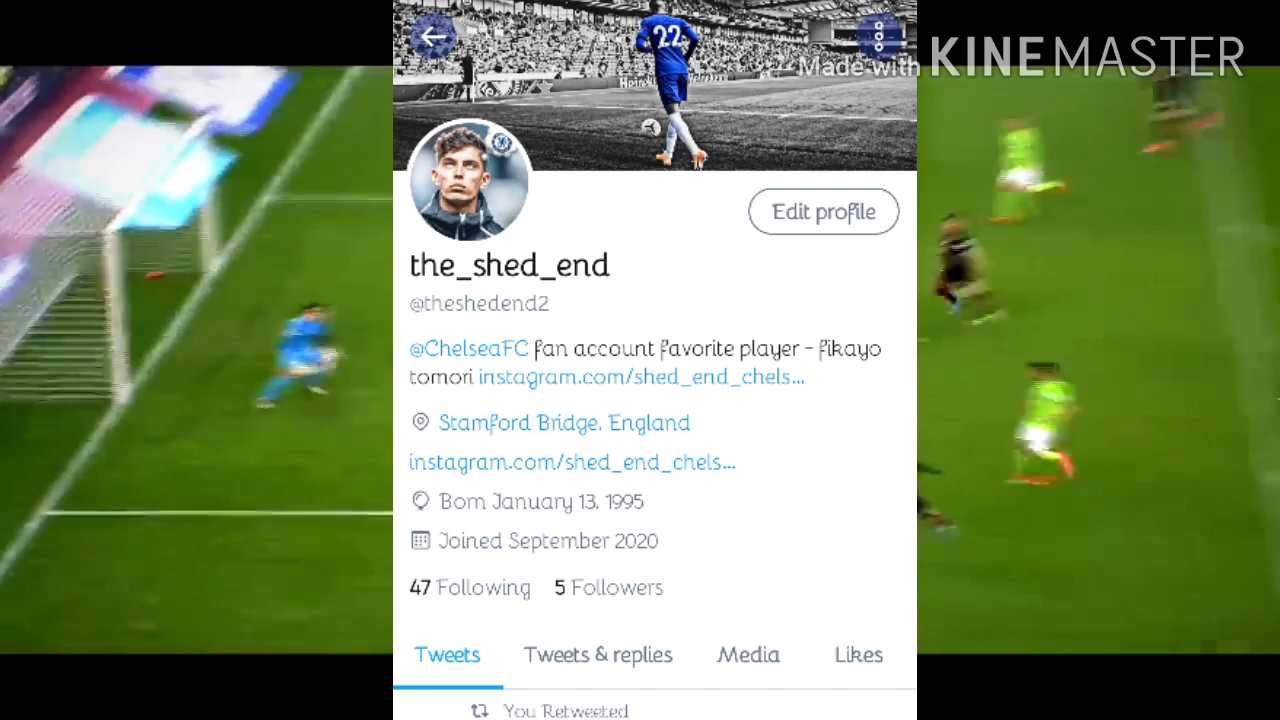 22
Made with KINEMASTER
Edit profile
the_shed_end
@theshedend2
@ChelseaFC fan account favorite player - fikayo
tomori instagram.com/shed_end_chels...
Stamford Bridge, England
instagram.com/shed_end_chels...
Born January 13, 1995
Joined September 2020
47 Following 5 Followers
Tweets Tweets & replies Media Likes
You Retweeted